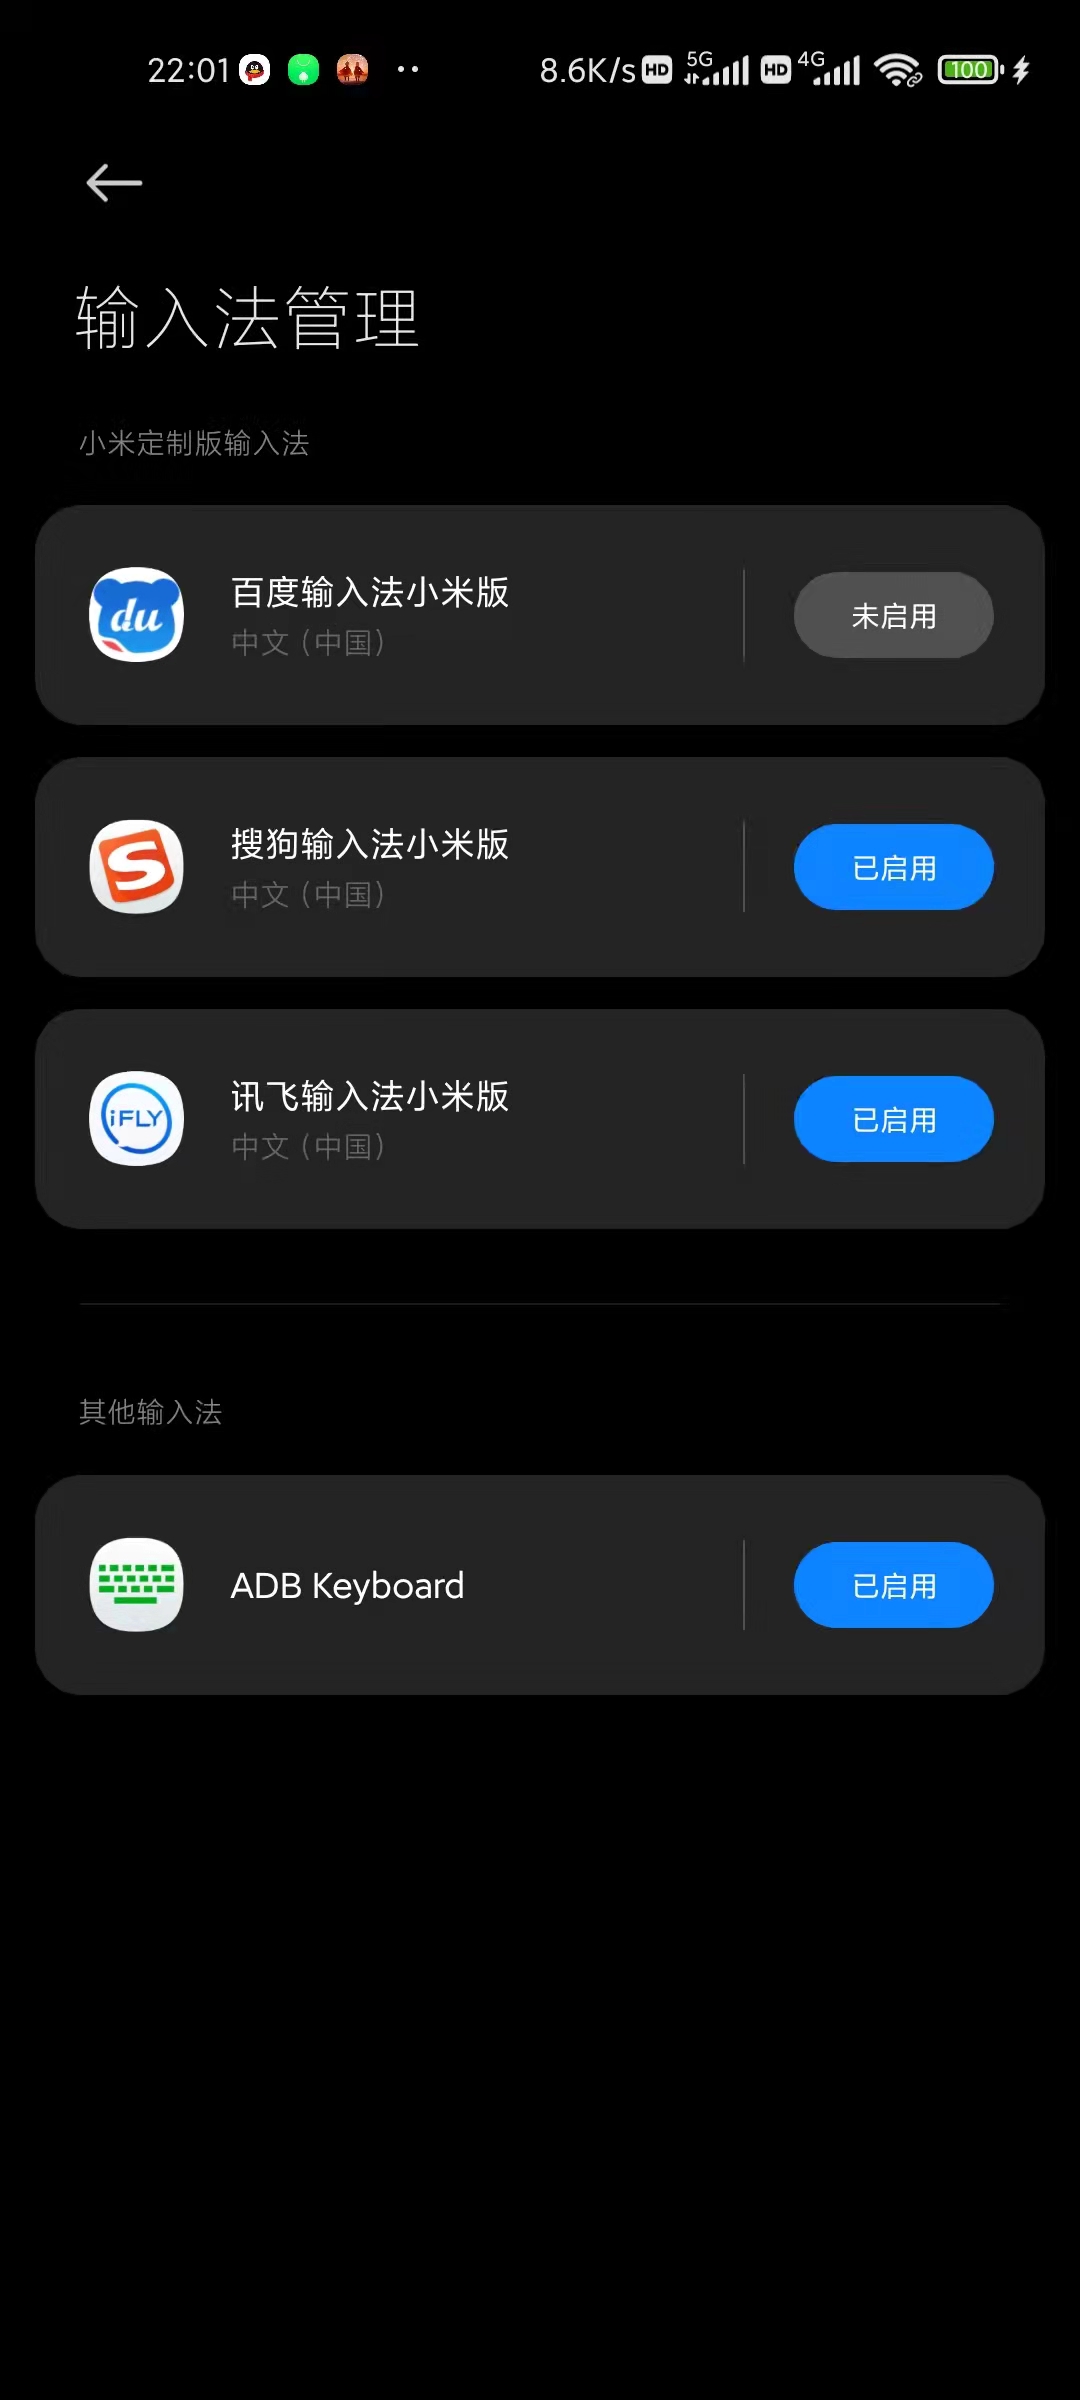 22:01 8.6K/s HD 5G HD 4G 100
输入法管理
小米定制版输入法
du
百度输入法小米版
中文 (中国)
未启用
S
搜狗输入法小米版
中文 (中国)
已启用
iFLY
讯飞输入法小米版
中文 (中国)
已启用
其他输入法
ADB Keyboard
已启用